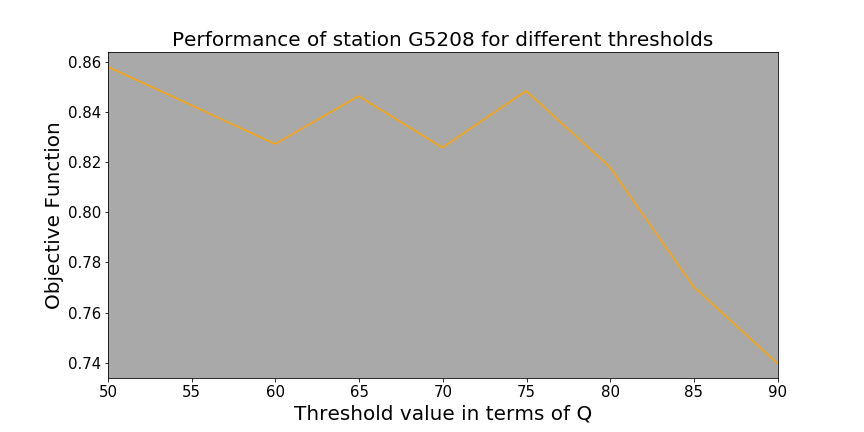 Performance of station G5208 for different thresholds
0.86
0.84
0.82
0.80
0.78
0.76
0.74
Objective Function
50 55 60 65 70 75 80 85 90
Threshold value in terms of Q